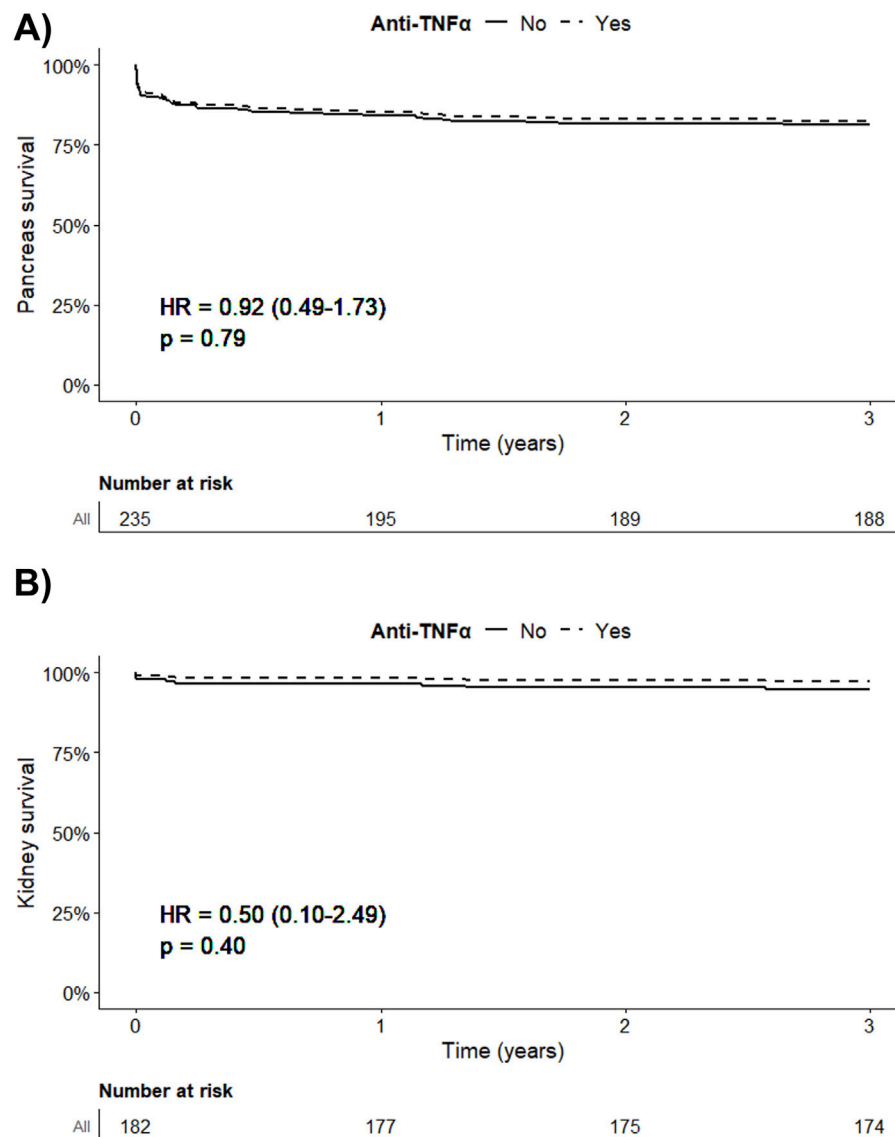 A)
Anti-TNFα No Yes
100%
75%
50%
25%
0%
Pancreas survival
HR = 0.92 (0.49-1.73)
p = 0.79
0 1 2 3
Time (years)
Number at risk
All 235 195 189 188
B)
Anti-TNFα No Yes
100%
75%
50%
25%
0%
Kidney survival
HR = 0.50 (0.10-2.49)
p = 0.40
0 1 2 3
Time (years)
Number at risk
All 182 177 175 174